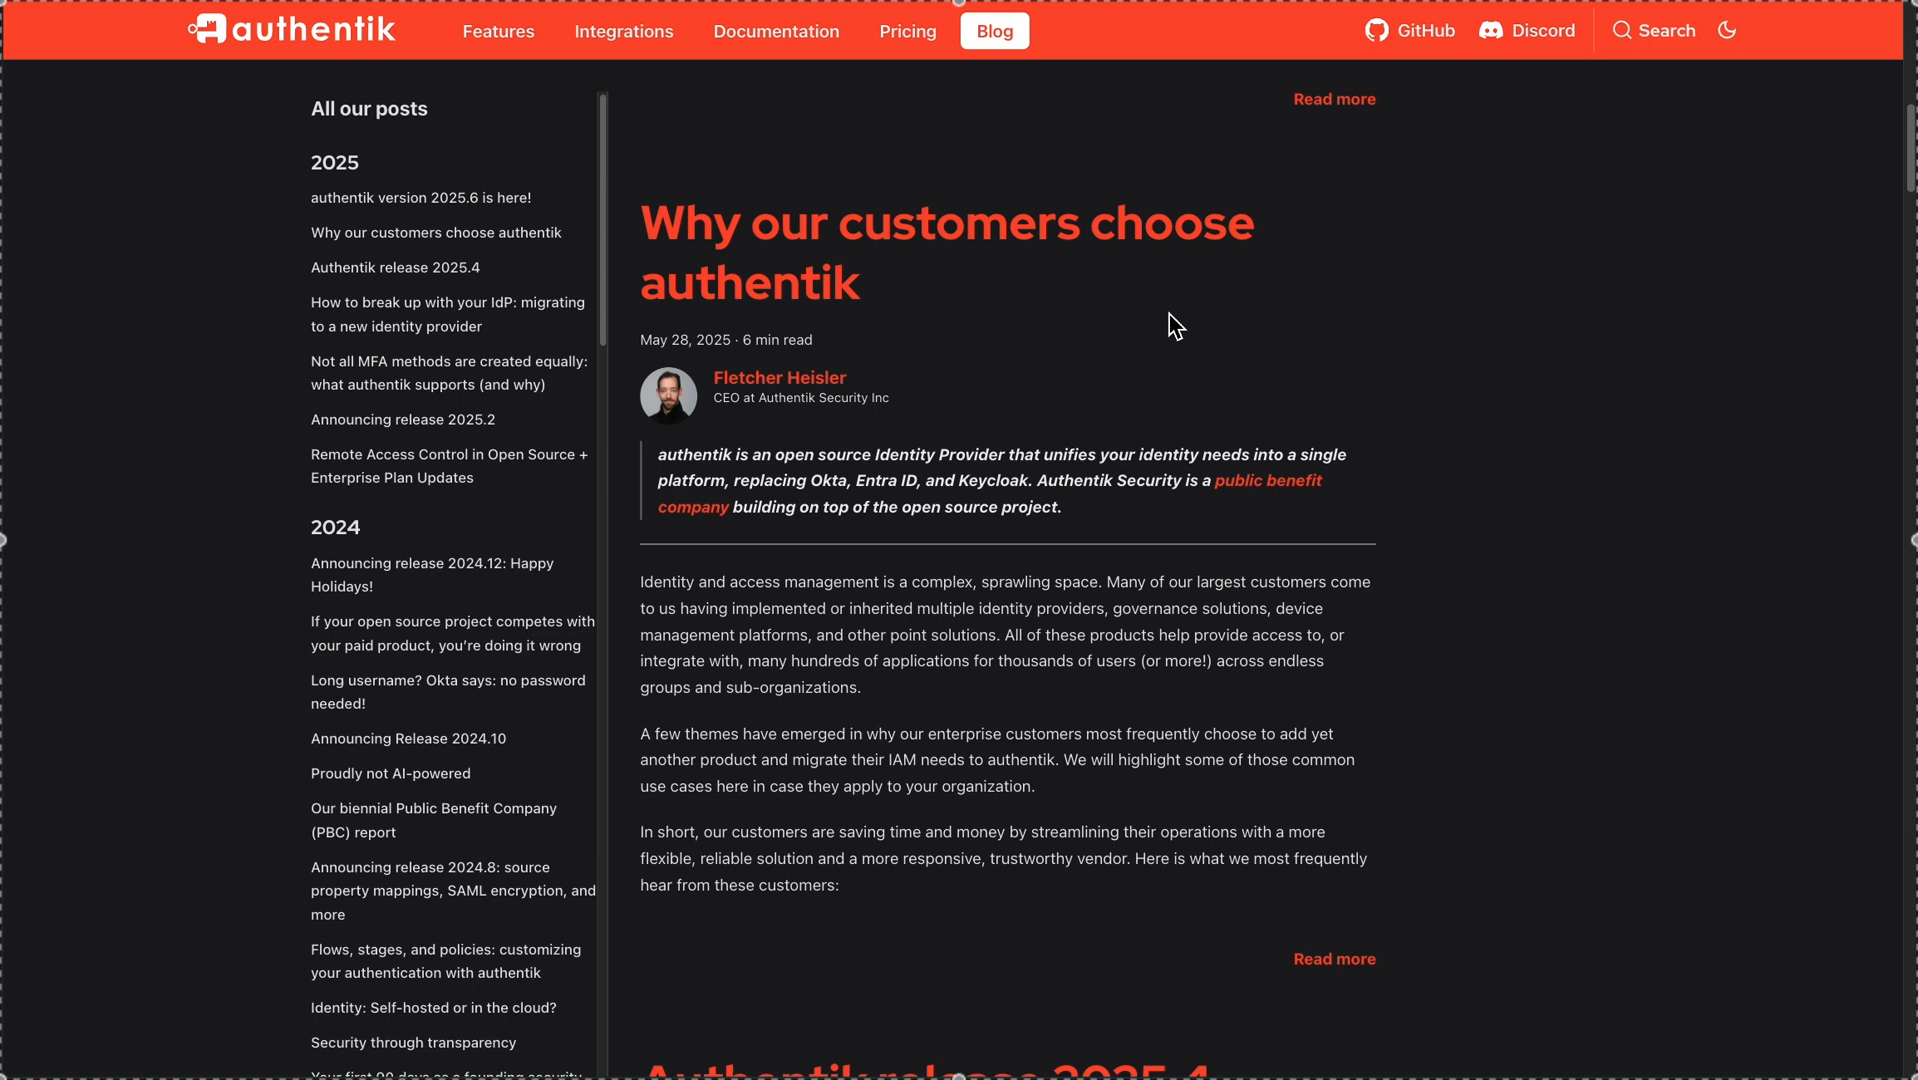 authentik
Features
Integrations
Documentation
Pricing
Blog
GitHub
Discord
Search
All our posts
2025
authentik version 2025.6 is here!
Why our customers choose authentik
Authentik release 2025.4
How to break up with your IdP: migrating
to a new identity provider
Not all MFA methods are created equally:
what authentik supports (and why)
Announcing release 2025.2
Remote Access Control in Open Source +
Enterprise Plan Updates
2024
Announcing release 2024.12: Happy
Holidays!
If your open source project competes with
your paid product, you’re doing it wrong
Long username? Okta says: no password
needed!
Announcing Release 2024.10
Proudly not AI-powered
Our biennial Public Benefit Company
(PBC) report
Announcing release 2024.8: source
property mappings, SAML encryption, and
more
Flows, stages, and policies: customizing
your authentication with authentik
Identity: Self-hosted or in the cloud?
Security through transparency
Your first 90 days as a founding security
Read more
Why our customers choose
authentik
May 28, 2025 · 6 min read
Fletcher Heisler
CEO at Authentik Security Inc
authentik is an open source Identity Provider that unifies your identity needs into a single
platform, replacing Okta, Entra ID, and Keycloak. Authentik Security is a public benefit
company building on top of the open source project.
Identity and access management is a complex, sprawling space. Many of our largest customers come
to us having implemented or inherited multiple identity providers, governance solutions, device
management platforms, and other point solutions. All of these products help provide access to, or
integrate with, many hundreds of applications for thousands of users (or more!) across endless
groups and sub-organizations.
A few themes have emerged in why our enterprise customers most frequently choose to add yet
another product and migrate their IAM needs to authentik. We will highlight some of those common
use cases here in case they apply to your organization.
In short, our customers are saving time and money by streamlining their operations with a more
flexible, reliable solution and a more responsive, trustworthy vendor. Here is what we most frequently
hear from these customers:
Read more
Authentik release 2025.4